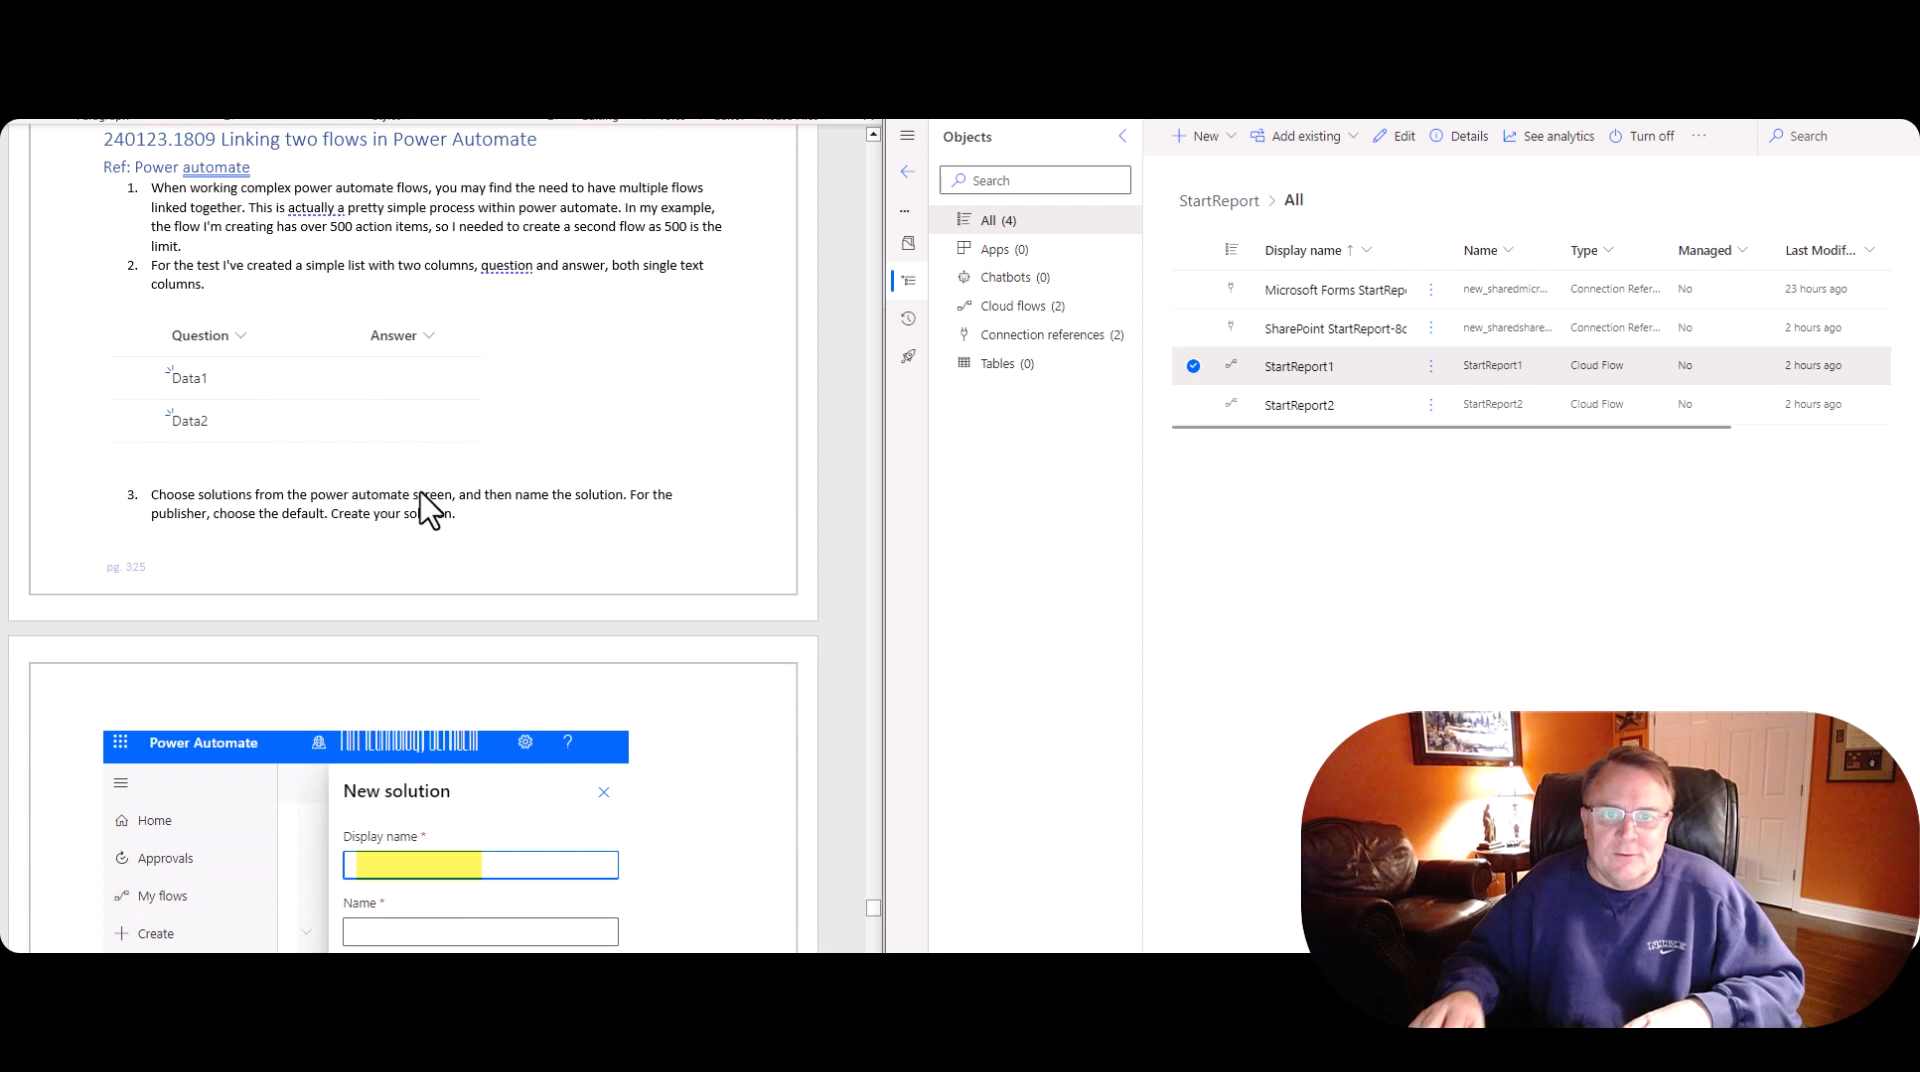 240123.1809 Linking two flows in Power Automate
Ref: Power automate
1. When working complex power automate flows, you may find the need to have multiple flows
linked together. This is actually a pretty simple process within power automate. In my example,
the flow I'm creating has over 500 action items, so I needed to create a second flow as 500 is the
limit.
2. For the test I've created a simple list with two columns, question and answer, both single text
columns.
Question Answer
Data1
Data2
3. Choose solutions from the power automate screen, and then name the solution. For the
publisher, choose the default. Create your
pg. 325
Power Automate ?
New solution
Home
Display name *
Approvals
My flows
Name *
Create
Objects
Search
All (4)
Apps (0)
Chatbots (0)
Cloud flows (2)
Connection references (2)
Tables (0)
New Add existing Edit Details See analytics Turn off ... Search
StartReport > All
Display name ↑ Name Type Managed Last Modif...
Microsoft Forms StartRep new_sharedmicr... Connection Refer... No 23 hours ago
SharePoint StartReport-8c new_sharedshare... Connection Refer... No 2 hours ago
StartReport1 StartReport1 Cloud Flow No 2 hours ago
StartReport2 StartReport2 Cloud Flow No 2 hours ago
NIKE